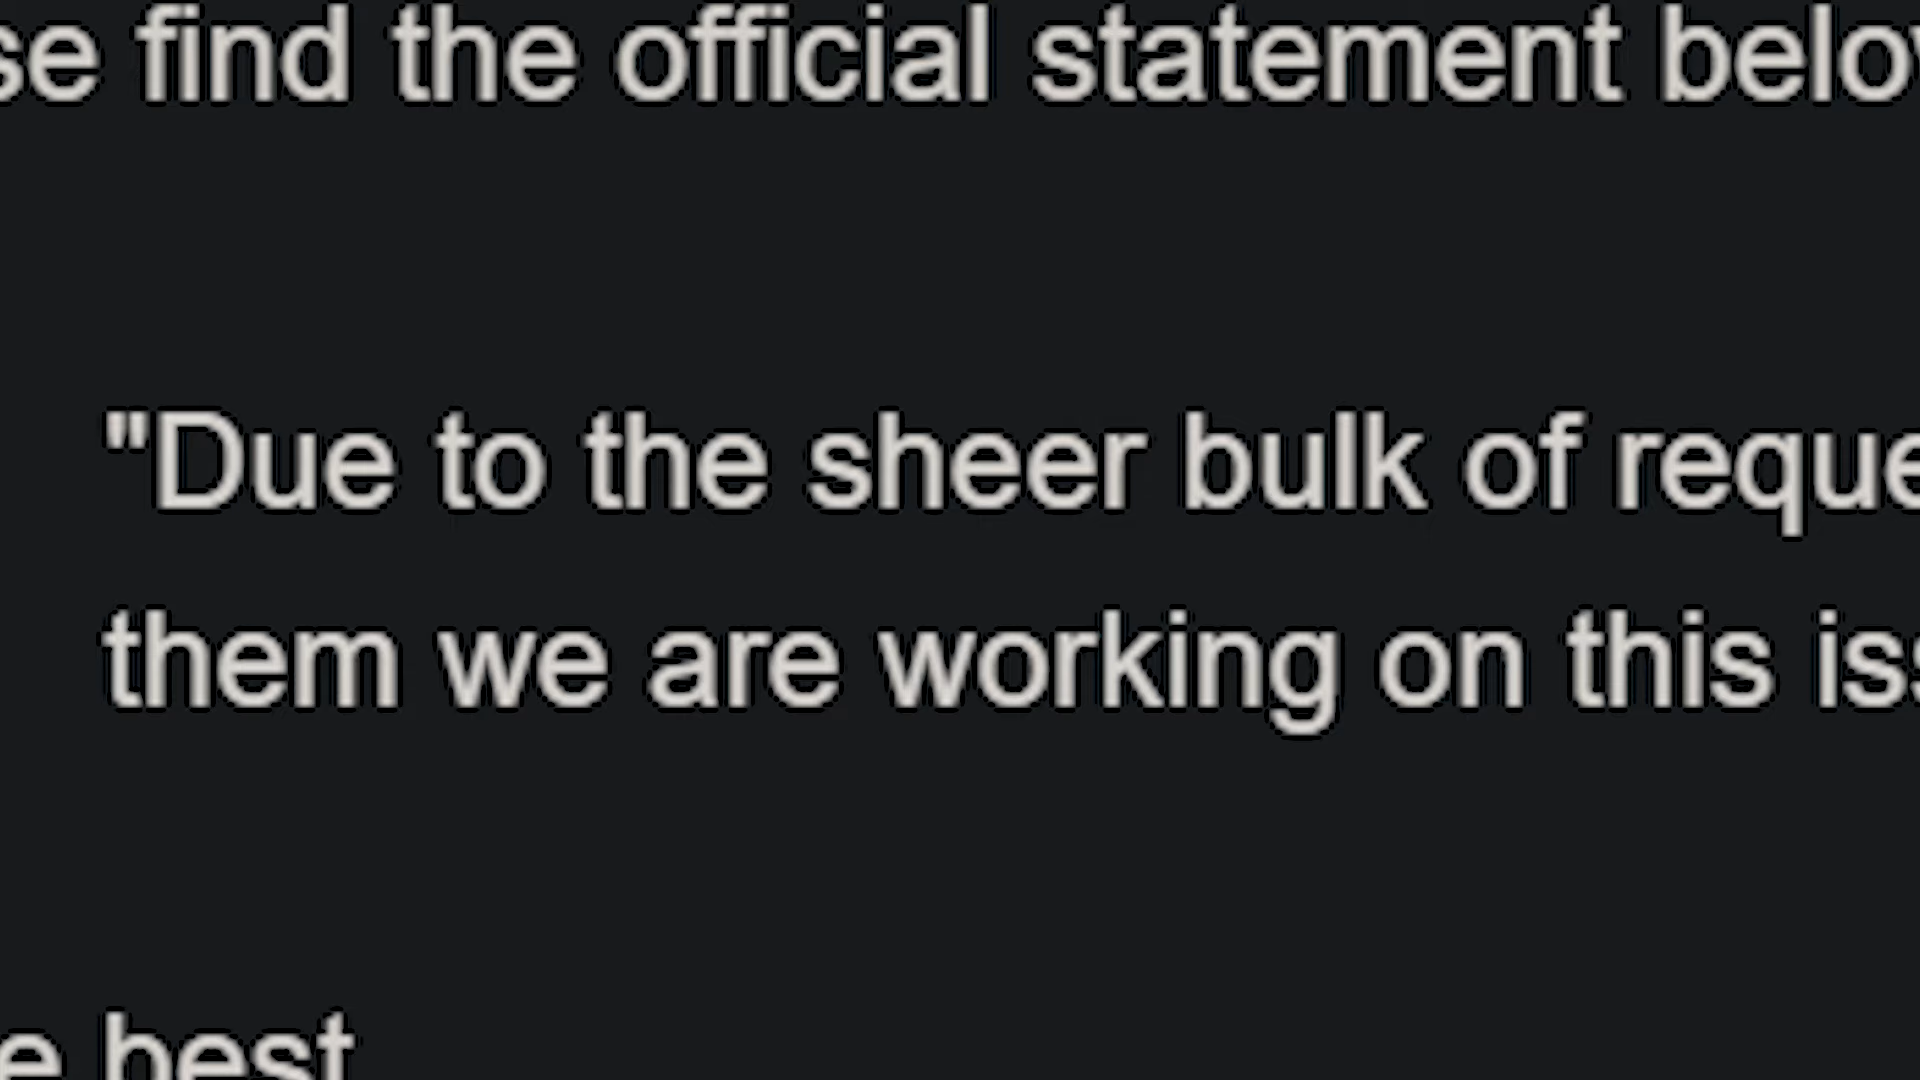 se find the official statement belo
"Due to the sheer bulk of reque
them we are working on this iss
e best